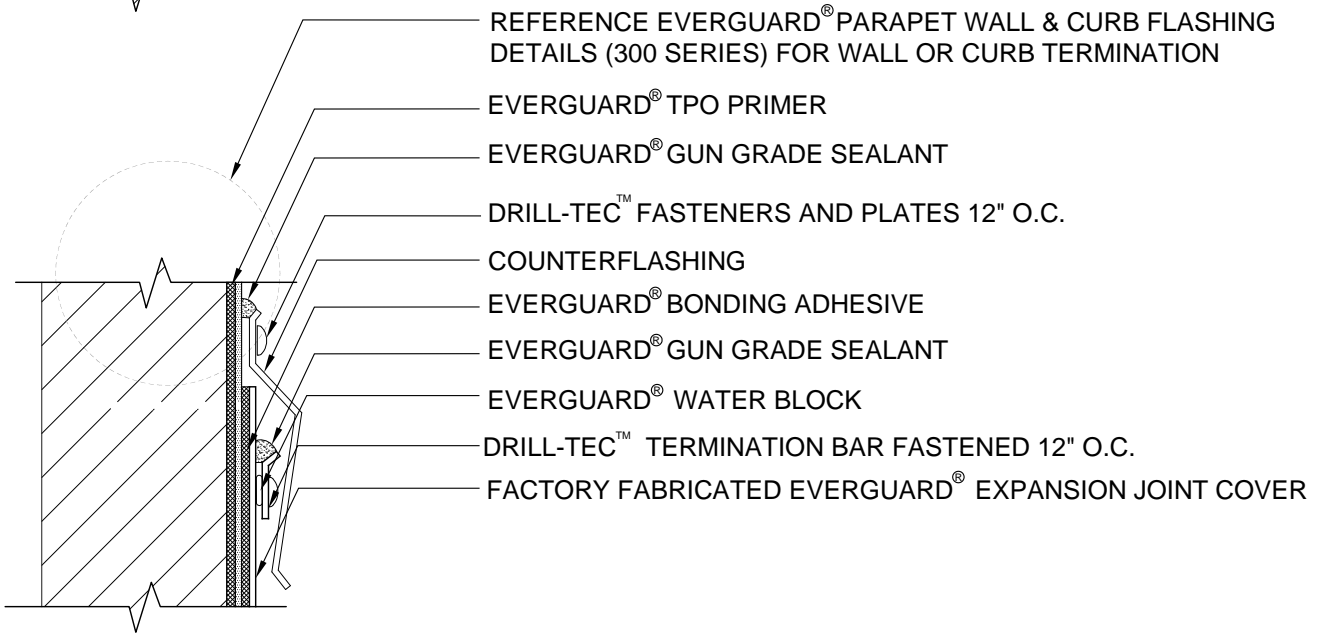 REFERENCE EVERGUARD® PARAPET WALL & CURB FLASHING
DETAILS (300 SERIES) FOR WALL OR CURB TERMINATION
EVERGUARD® TPO PRIMER
EVERGUARD® GUN GRADE SEALANT
DRILL-TEC™ FASTENERS AND PLATES 12" O.C.
COUNTERFLASHING
EVERGUARD® BONDING ADHESIVE
EVERGUARD® GUN GRADE SEALANT
EVERGUARD® WATER BLOCK
DRILL-TEC™ TERMINATION BAR FASTENED 12" O.C.
FACTORY FABRICATED EVERGUARD® EXPANSION JOINT COVER